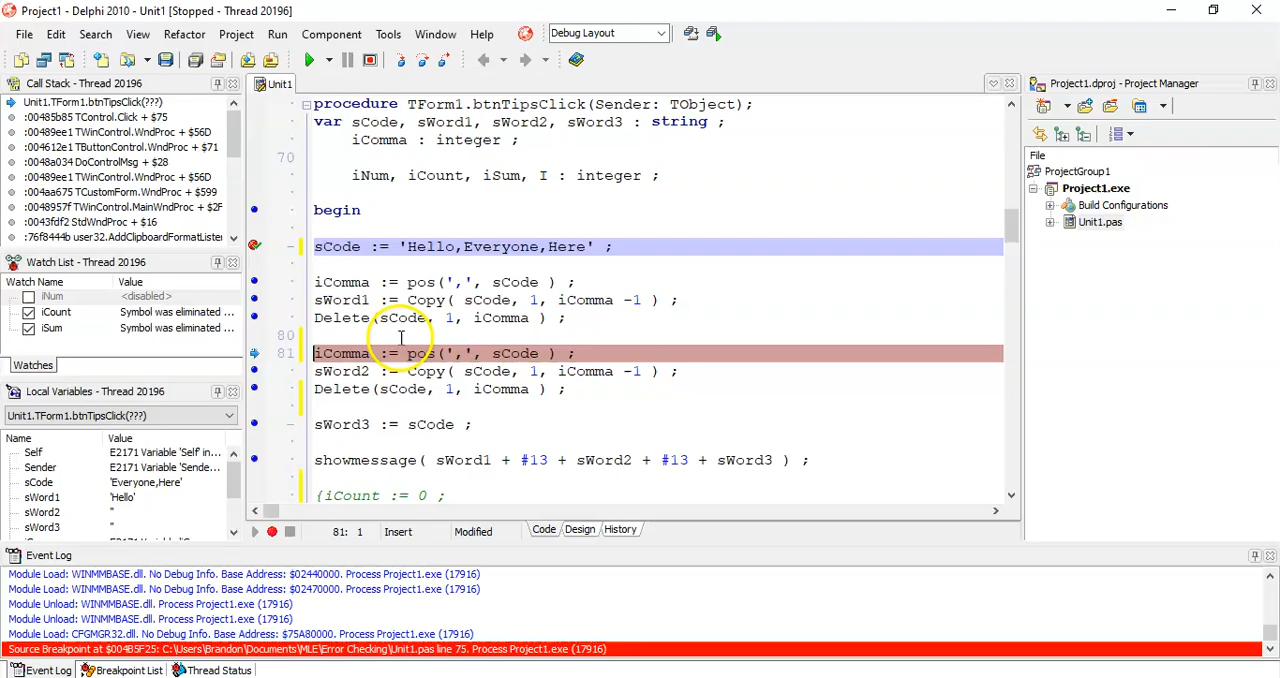 Project1 - Delphi 2010 - Unit1 [Stopped - Thread 20196]
File Edit Search View Refactor Project Run Component Tools Window Help Debug Layout
Call Stack - Thread 20196
Unit1.TForm1.btnTipsClick(???)
:00485b85 TControl.Click + $75
:00489ee1 TWinControl.WndProc + $56D
:004612e1 TButtonControl.WndProc + $71
:0048a034 DoControlMsg + $28
:00489ee1 TWinControl.WndProc + $56D
:004aa675 TCustomForm.WndProc + $599
:0048957f TWinControl.MainWndProc + $2F
:0043fdf2 StdWndProc + $16
:76f8444b user32.AddClipboardFormatListen
Watch List - Thread 20196
Watch Name Value
iNum <disabled>
iCount Symbol was eliminated ...
iSum Symbol was eliminated ...
Watches
Local Variables - Thread 20196
Unit1.TForm1.btnTipsClick(???)
Name Value
Self E2171 Variable 'Self' in...
Sender E2171 Variable 'Sende...
sCode 'Everyone,Here'
sWord1 'Hello'
sWord2 ''
sWord3 ''
Unit1
procedure TForm1.btnTipsClick(Sender: TObject);
var sCode, sWord1, sWord2, sWord3 : string ;
iComma : integer ;
70
iNum, iCount, iSum, I : integer ;
begin
sCode := 'Hello,Everyone,Here' ;
iComma := pos(',', sCode ) ;
sWord1 := Copy( sCode, 1, iComma -1 ) ;
Delete(sCode, 1, iComma ) ;
80
81 iComma := pos(',', sCode ) ;
sWord2 := Copy( sCode, 1, iComma -1 ) ;
Delete(sCode, 1, iComma ) ;
sWord3 := sCode ;
showmessage( sWord1 + #13 + sWord2 + #13 + sWord3 ) ;
{iCount := 0 ;
81: 1 Insert Modified Code Design History
Project1.dproj - Project Manager
File
ProjectGroup1
Project1.exe
Build Configurations
Unit1.pas
Event Log
Module Load: WINMMBASE.dll. No Debug Info. Base Address: $02440000. Process Project1.exe (17916)
Module Load: WINMMBASE.dll. No Debug Info. Base Address: $02470000. Process Project1.exe (17916)
Module Unload: WINMMBASE.dll. Process Project1.exe (17916)
Module Unload: WINMMBASE.dll. Process Project1.exe (17916)
Module Load: CFGMGR32.dll. No Debug Info. Base Address: $75A80000. Process Project1.exe (17916)
Source Breakpoint at $004B5F25: C:\Users\Brandon\Documents\MLE\Error Checking\Unit1.pas line 75. Process Project1.exe (17916)
Event Log Breakpoint List Thread Status